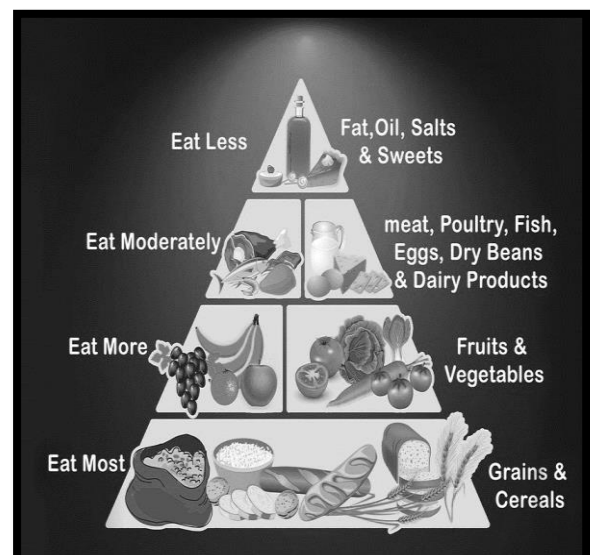 Eat Less
Fat,Oil, Salts
& Sweets
Eat Moderately
meat, Poultry, Fish,
Eggs, Dry Beans
& Dairy Products
Eat More
Fruits &
Vegetables
Eat Most
Grains &
Cereals